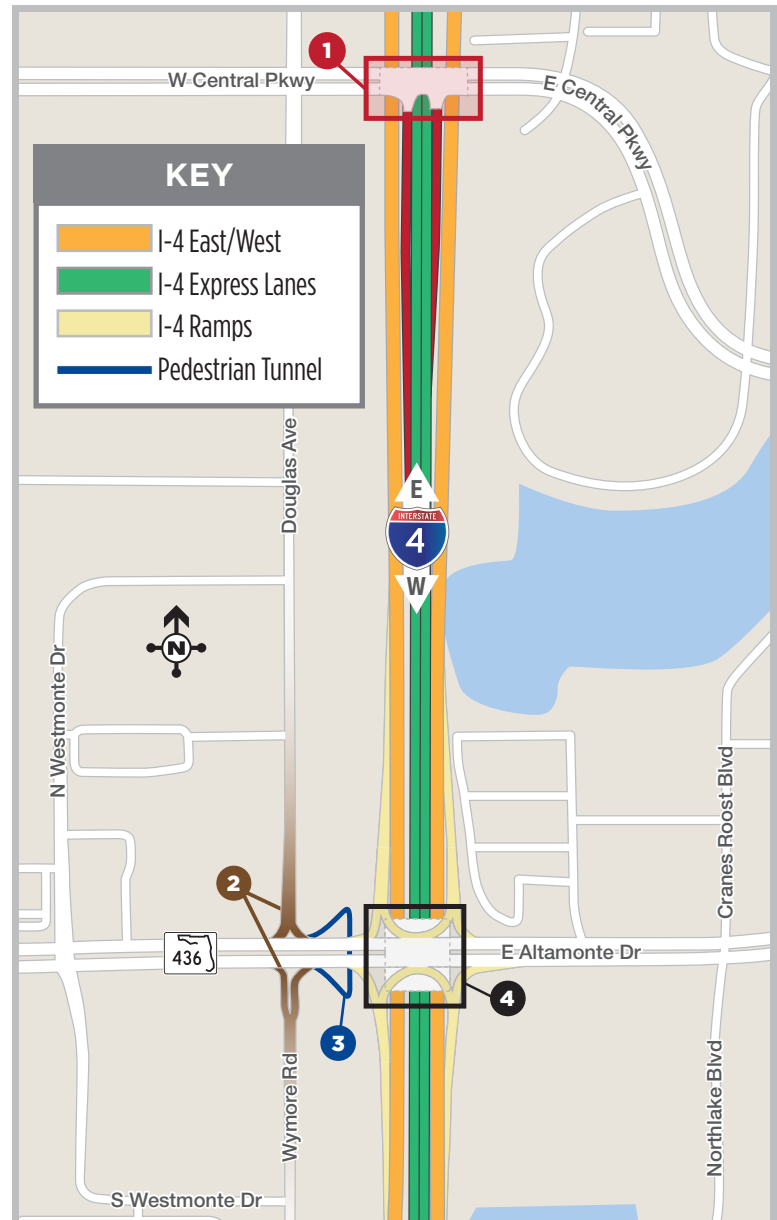 1
W Central Pkwy
E Central Pkwy
KEY
I-4 East/West
I-4 Express Lanes
I-4 Ramps
Pedestrian Tunnel
Douglas Ave
E
INTERSTATE
4
W
N
N Westmonte Dr
Cranes Roost Blvd
2
436
E Altamonte Dr
4
3
Wymore Rd
Northlake Blvd
S Westmonte Dr